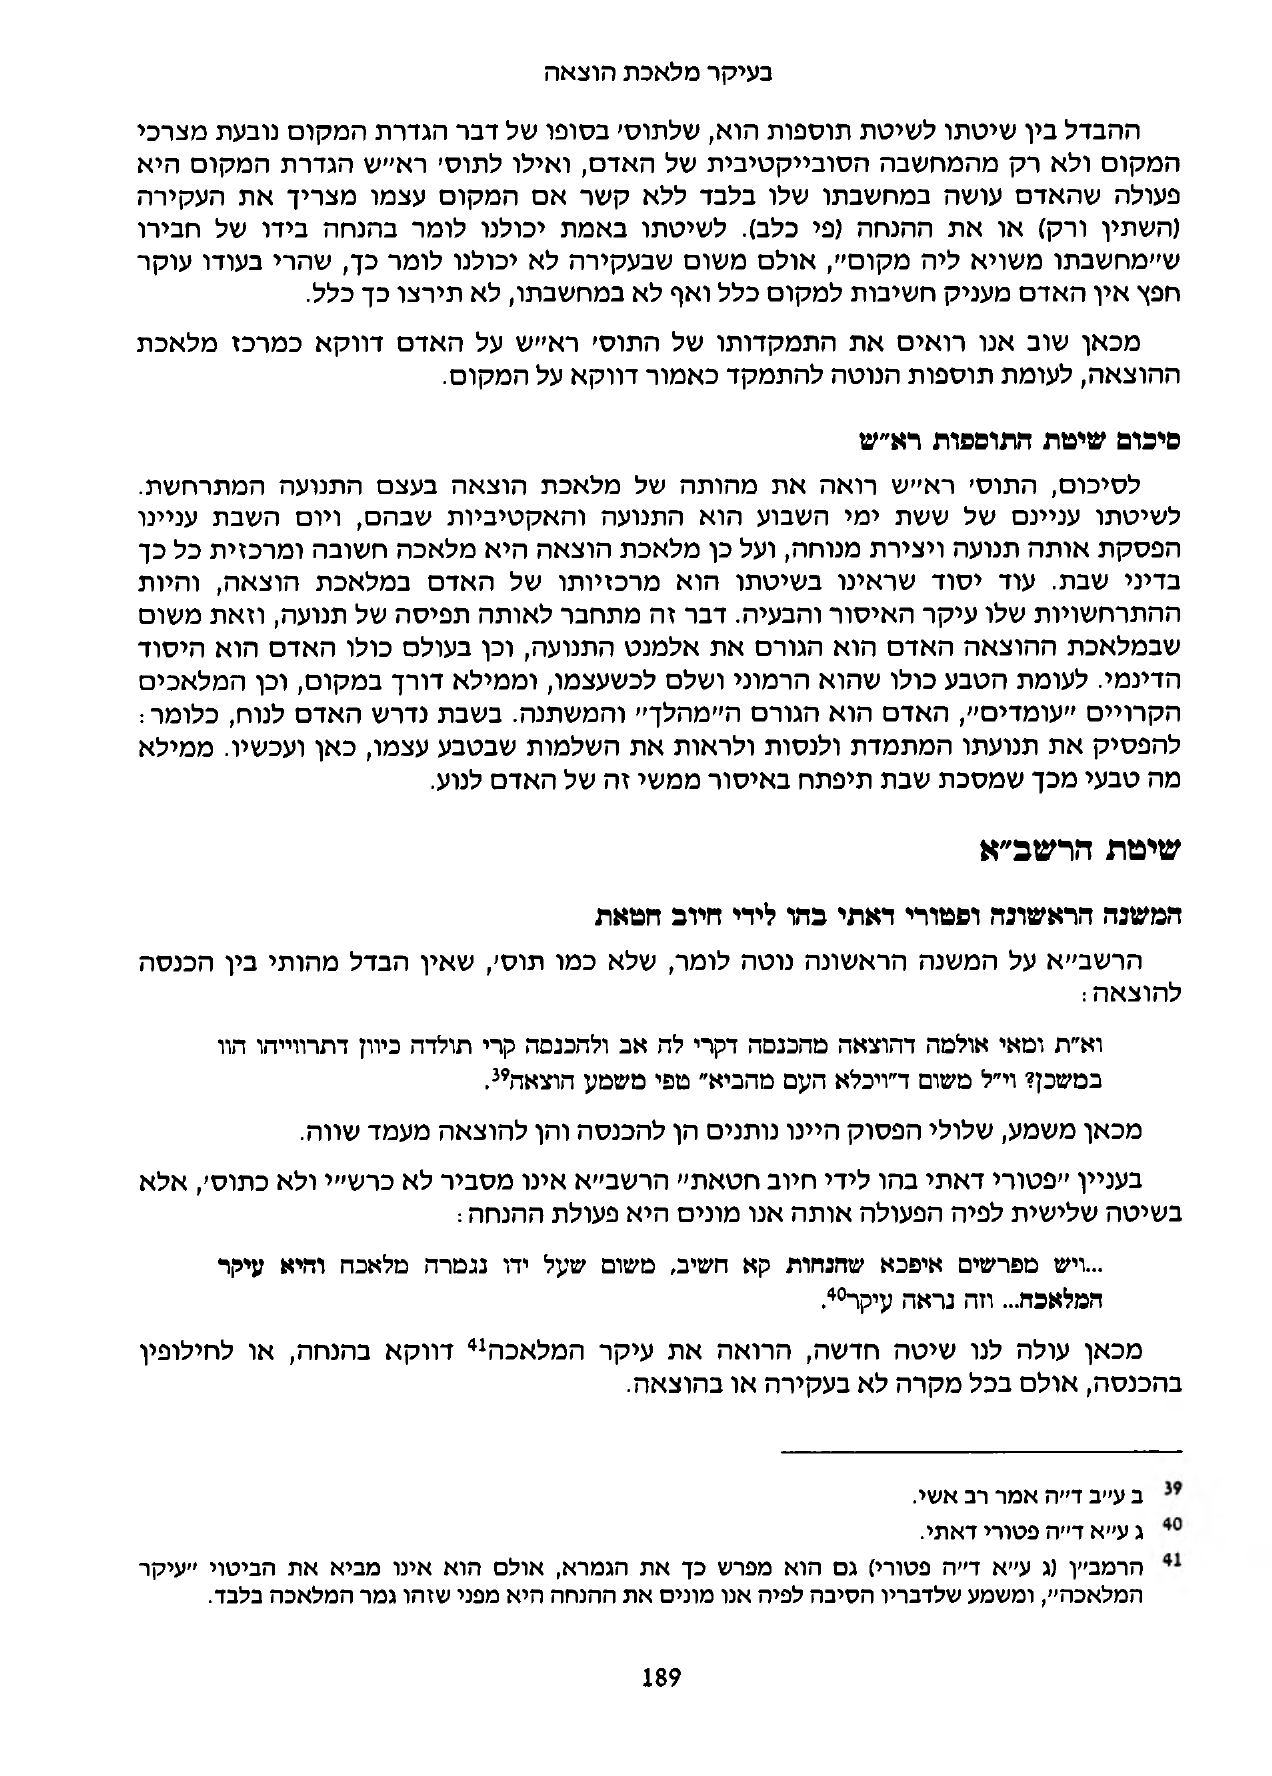 בעיקר מלאכת הוצאה
ההבדל בין שיטתו לשיטת תוספות הוא, שלתוס' בסופו של דבר הגדרת המקום נובעת מצרכי
המקום ולא רק מהמחשבה הסובייקטיבית של האדם, ואילו לתוס' רא"ש הגדרת המקום היא
פעולה שהאדם עושה במחשבתו שלו בלבד ללא קשר אם המקום עצמו מצריך את העקירה
(השתין ורק) או את ההנחה (פי כלב). לשיטתו באמת יכולנו לומר בהנחה בידו של חבירו
ש"מחשבתו משויא ליה מקום", אולם משום שבעקירה לא יכולנו לומר כך, שהרי בעודו עוקר
חפץ אין האדם מעניק חשיבות למקום כלל ואף לא במחשבתו, לא תירצו כך כלל.
מכאן שוב אנו רואים את התמקדותו של התוס' רא"ש על האדם דווקא כמרכז מלאכת
ההוצאה, לעומת תוספות הנוטה להתמקד כאמור דווקא על המקום.
סיכום שיטת התוספות רא"ש
לסיכום, התוס' רא"ש רואה את מהותה של מלאכת הוצאה בעצם התנועה המתרחשת.
לשיטתו עניינם של ששת ימי השבוע הוא התנועה והאקטיביות שבהם, ויום השבת עניינו
הפסקת אותה תנועה ויצירת מנוחה, ועל כן מלאכת הוצאה היא מלאכה חשובה ומרכזית כל כך
בדיני שבת. עוד יסוד שראינו בשיטתו הוא מרכזיותו של האדם במלאכת הוצאה, והיות
ההתרחשויות שלו עיקר האיסור והבעיה. דבר זה מתחבר לאותה תפיסה של תנועה, וזאת משום
שבמלאכת ההוצאה האדם הוא הגורם את אלמנט התנועה, וכן בעולם כולו האדם הוא היסוד
הדינמי. לעומת הטבע כולו שהוא הרמוני ושלם לכשעצמו, וממילא דורך במקום, וכן המלאכים
הקרויים "עומדים", האדם הוא הגורם ה"מהלך" והמשתנה. בשבת נדרש האדם לנוח, כלומר:
להפסיק את תנועתו המתמדת ולנסות ולראות את השלמות שבטבע עצמו, כאן ועכשיו. ממילא
מה טבעי מכך שמסכת שבת תיפתח באיסור ממשי זה של האדם לנוע.
שיטת הרשב"א
המשנה הראשונה ופטורי דאתי בהו לידי חיוב חטאת
הרשב"א על המשנה הראשונה נוטה לומר, שלא כמו תוס', שאין הבדל מהותי בין הכנסה
להוצאה:
וא"ת ומאי אולמה דהוצאה מהכנסה דקרי לה אב ולהכנסה קרי תולדה כיוון דתרווייהו הוו
במשכן? וי"ל משום ד"ויכלא העם מהביא" טפי משמע הוצאה39.
מכאן משמע, שלולי הפסוק היינו נותנים הן להכנסה והן להוצאה מעמד שווה.
בעניין "פטורי דאתי בהו לידי חיוב חטאת" הרשב"א אינו מסביר לא כרש"י ולא כתוס', אלא
בשיטה שלישית לפיה הפעולה אותה אנו מונים היא פעולת ההנחה:
...ויש מפרשים איפכא שהנחות קא חשיב, משום שעל ידו נגמרה מלאכה והיא עיקר
המלאכה... וזה נראה עיקר40.
מכאן עולה לנו שיטה חדשה, הרואה את עיקר המלאכה41 דווקא בהנחה, או לחילופין
בהכנסה, אולם בכל מקרה לא בעקירה או בהוצאה.
39 ב ע"ב ד"ה אמר רב אשי.
40 ג ע"א ד"ה פטורי דאתי.
41 הרמב"ן (ג ע"א ד"ה פטורי) גם הוא מפרש כך את הגמרא, אולם הוא אינו מביא את הביטוי "עיקר
המלאכה", ומשמע שלדבריו הסיבה לפיה אנו מונים את ההנחה היא מפני שזהו גמר המלאכה בלבד.
189